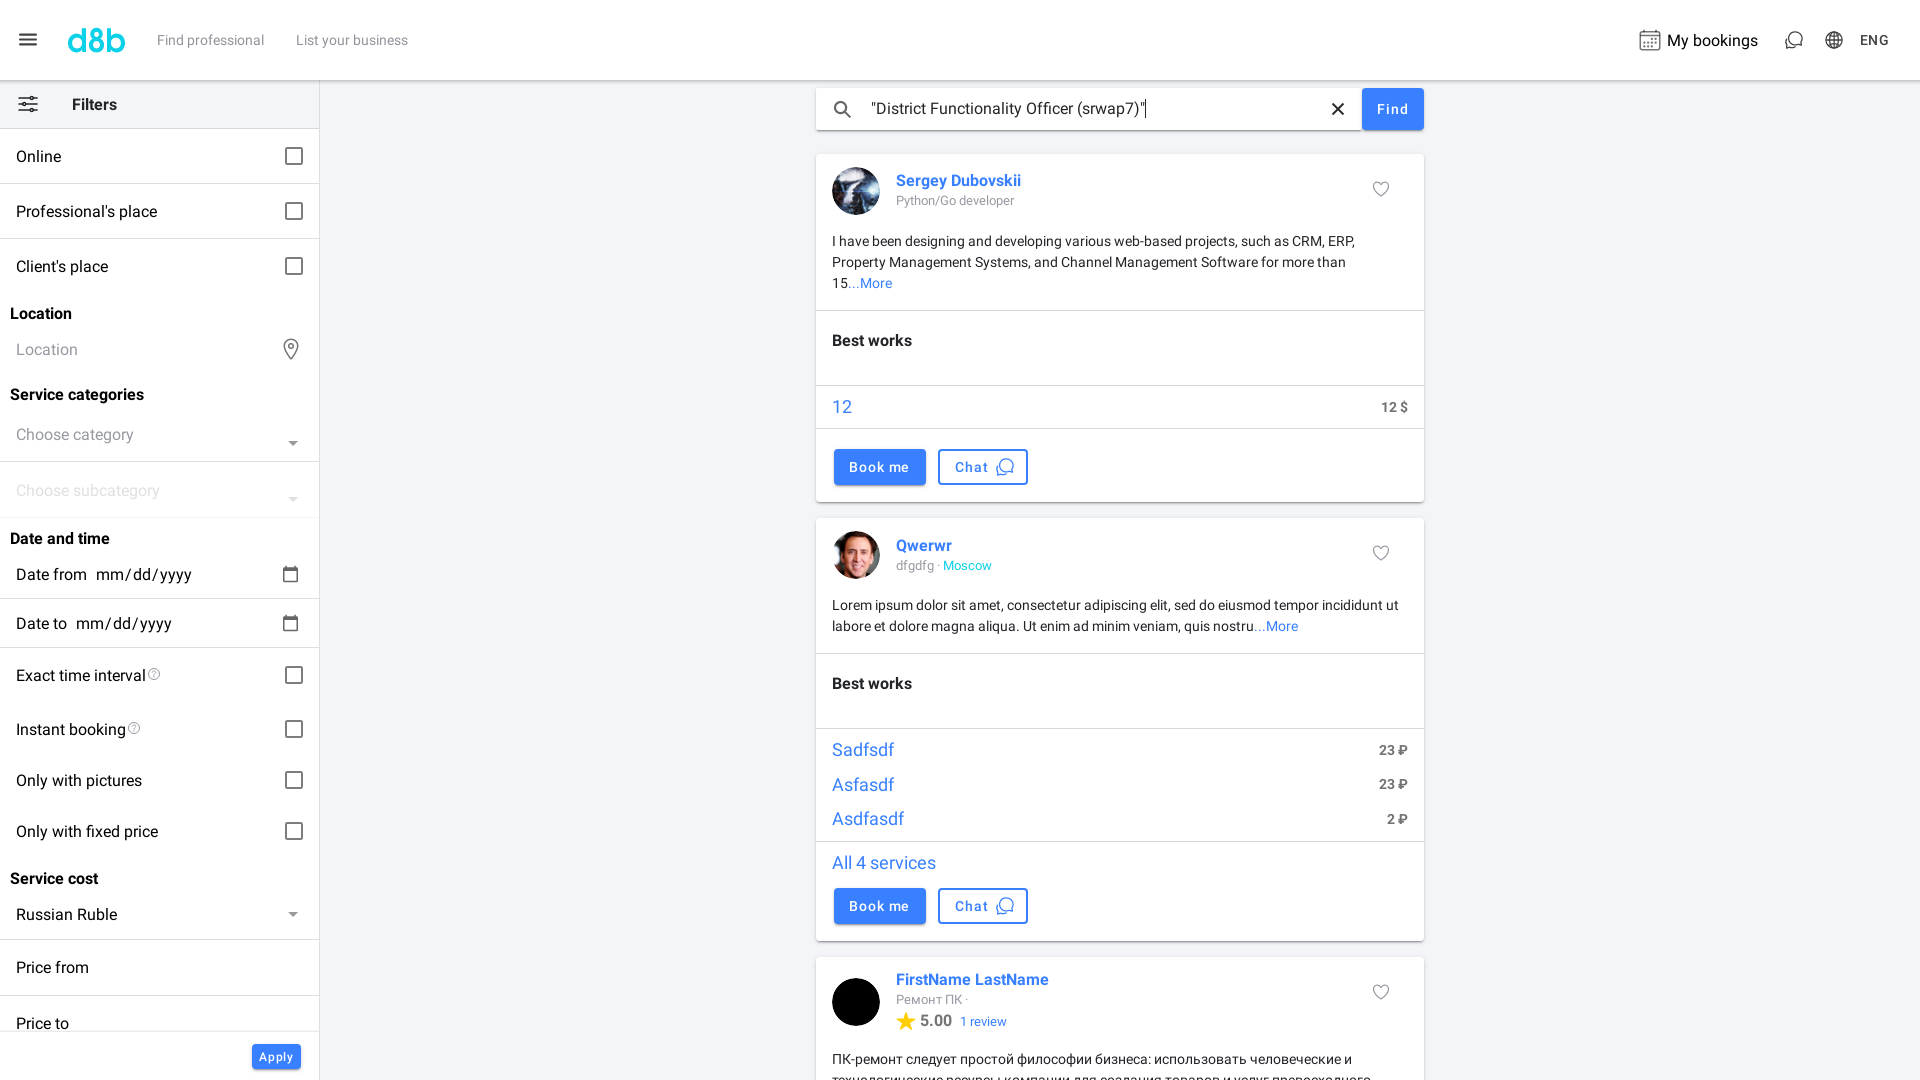 d8b
Find professional
List your business
My bookings
ENG
Filters
Online
Professional's place
Client's place
Location
Location
Service categories
Choose category
Choose subcategory
Date and time
Date from mm/dd/yyyy
Date to mm/dd/yyyy
Exact time interval
Instant booking
Only with pictures
Only with fixed price
Service cost
Russian Ruble
Price from
Price to
Apply
"District Functionality Officer (srwap7)"
Find
Sergey Dubovskii
Python/Go developer
I have been designing and developing various web-based projects, such as CRM, ERP,
Property Management Systems, and Channel Management Software for more than
15...More
Best works
12 12 $
Book me
Chat
Qwerwr
dfgdfg · Moscow
Lorem ipsum dolor sit amet, consectetur adipiscing elit, sed do eiusmod tempor incididunt ut
labore et dolore magna aliqua. Ut enim ad minim veniam, quis nostru...More
Best works
Sadfsdf 23 ₽
Asfasdf 23 ₽
Asdfasdf 2 ₽
All 4 services
Book me
Chat
FirstName LastName
Ремонт ПК ·
5.00 1 review
ПК-ремонт следует простой философии бизнеса: использовать человеческие и
технологические ресурсы компании для создания товаров и услуг превосходного